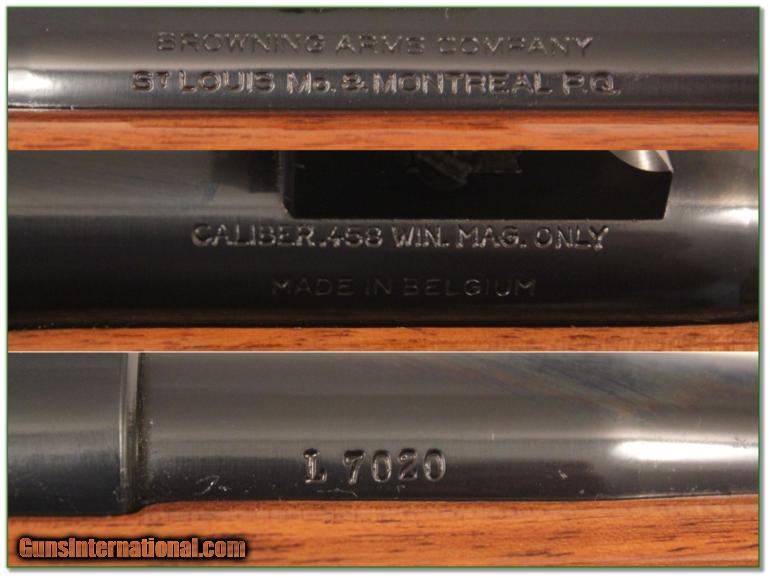 BROWNING ARMS COMPANY
ST LOUIS MO. & MONTREAL P.Q.
CALIBER .458 WIN. MAG. ONLY
MADE IN BELGIUM
L 7020
GunsInternational.com